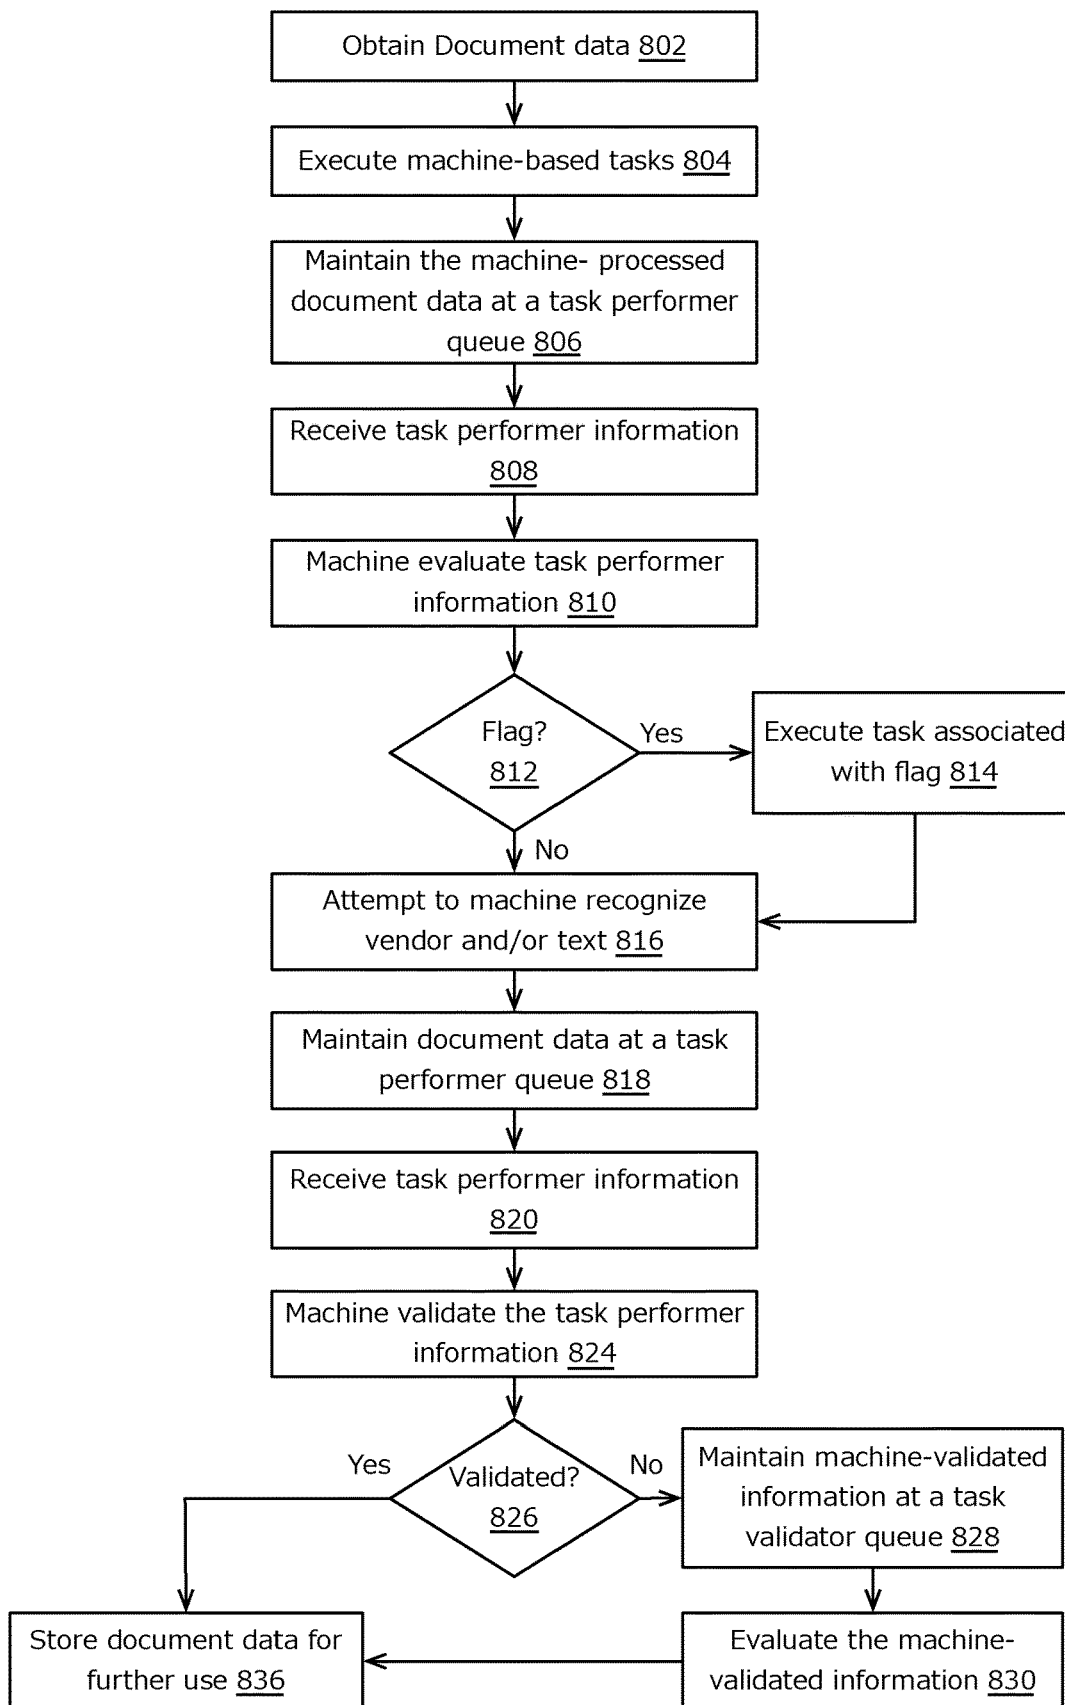 Obtain Document data 802
Execute machine-based tasks 804
Maintain the machine- processed
document data at a task performer
queue 806
Receive task performer information
808
Machine evaluate task performer
information 810
Flag?
812
Yes
Execute task associated
with flag 814
No
Attempt to machine recognize
vendor and/or text 816
Maintain document data at a task
performer queue 818
Receive task performer information
820
Machine validate the task performer
information 824
Yes
Validated?
826
No
Maintain machine-validated
information at a task
validator queue 828
Store document data for
further use 836
Evaluate the machine-
validated information 830